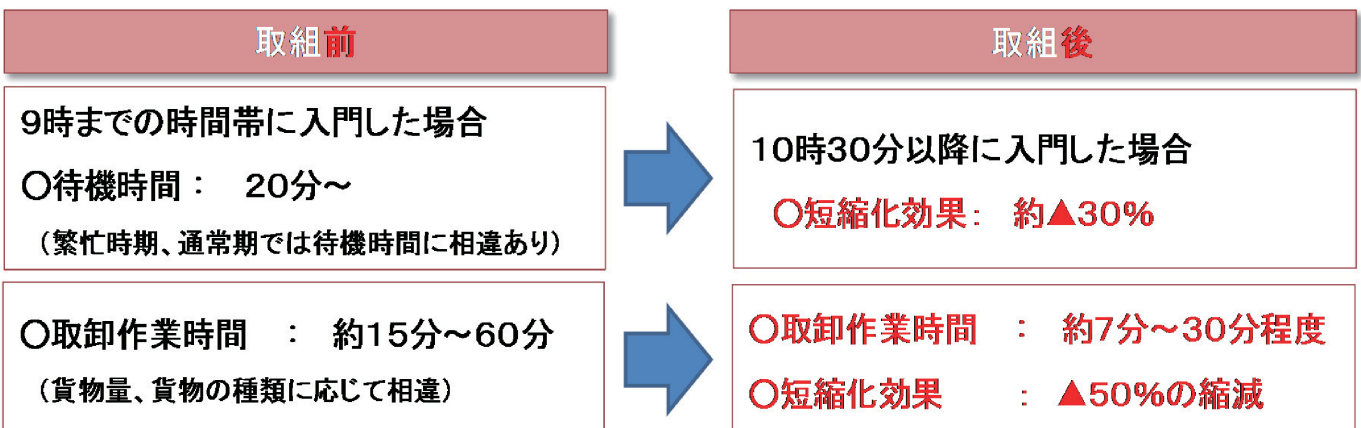 取組前
9時までの時間帯に入門した場合
〇待機時間： 20分～
（繁忙時期、通常期では待機時間に相違あり）
〇取卸作業時間 ： 約15分～60分
（貨物量、貨物の種類に応じて相違）
取組後
10時30分以降に入門した場合
〇短縮化効果： 約▲30%
〇取卸作業時間 ： 約7分～30分程度
〇短縮化効果 ： ▲50%の縮減